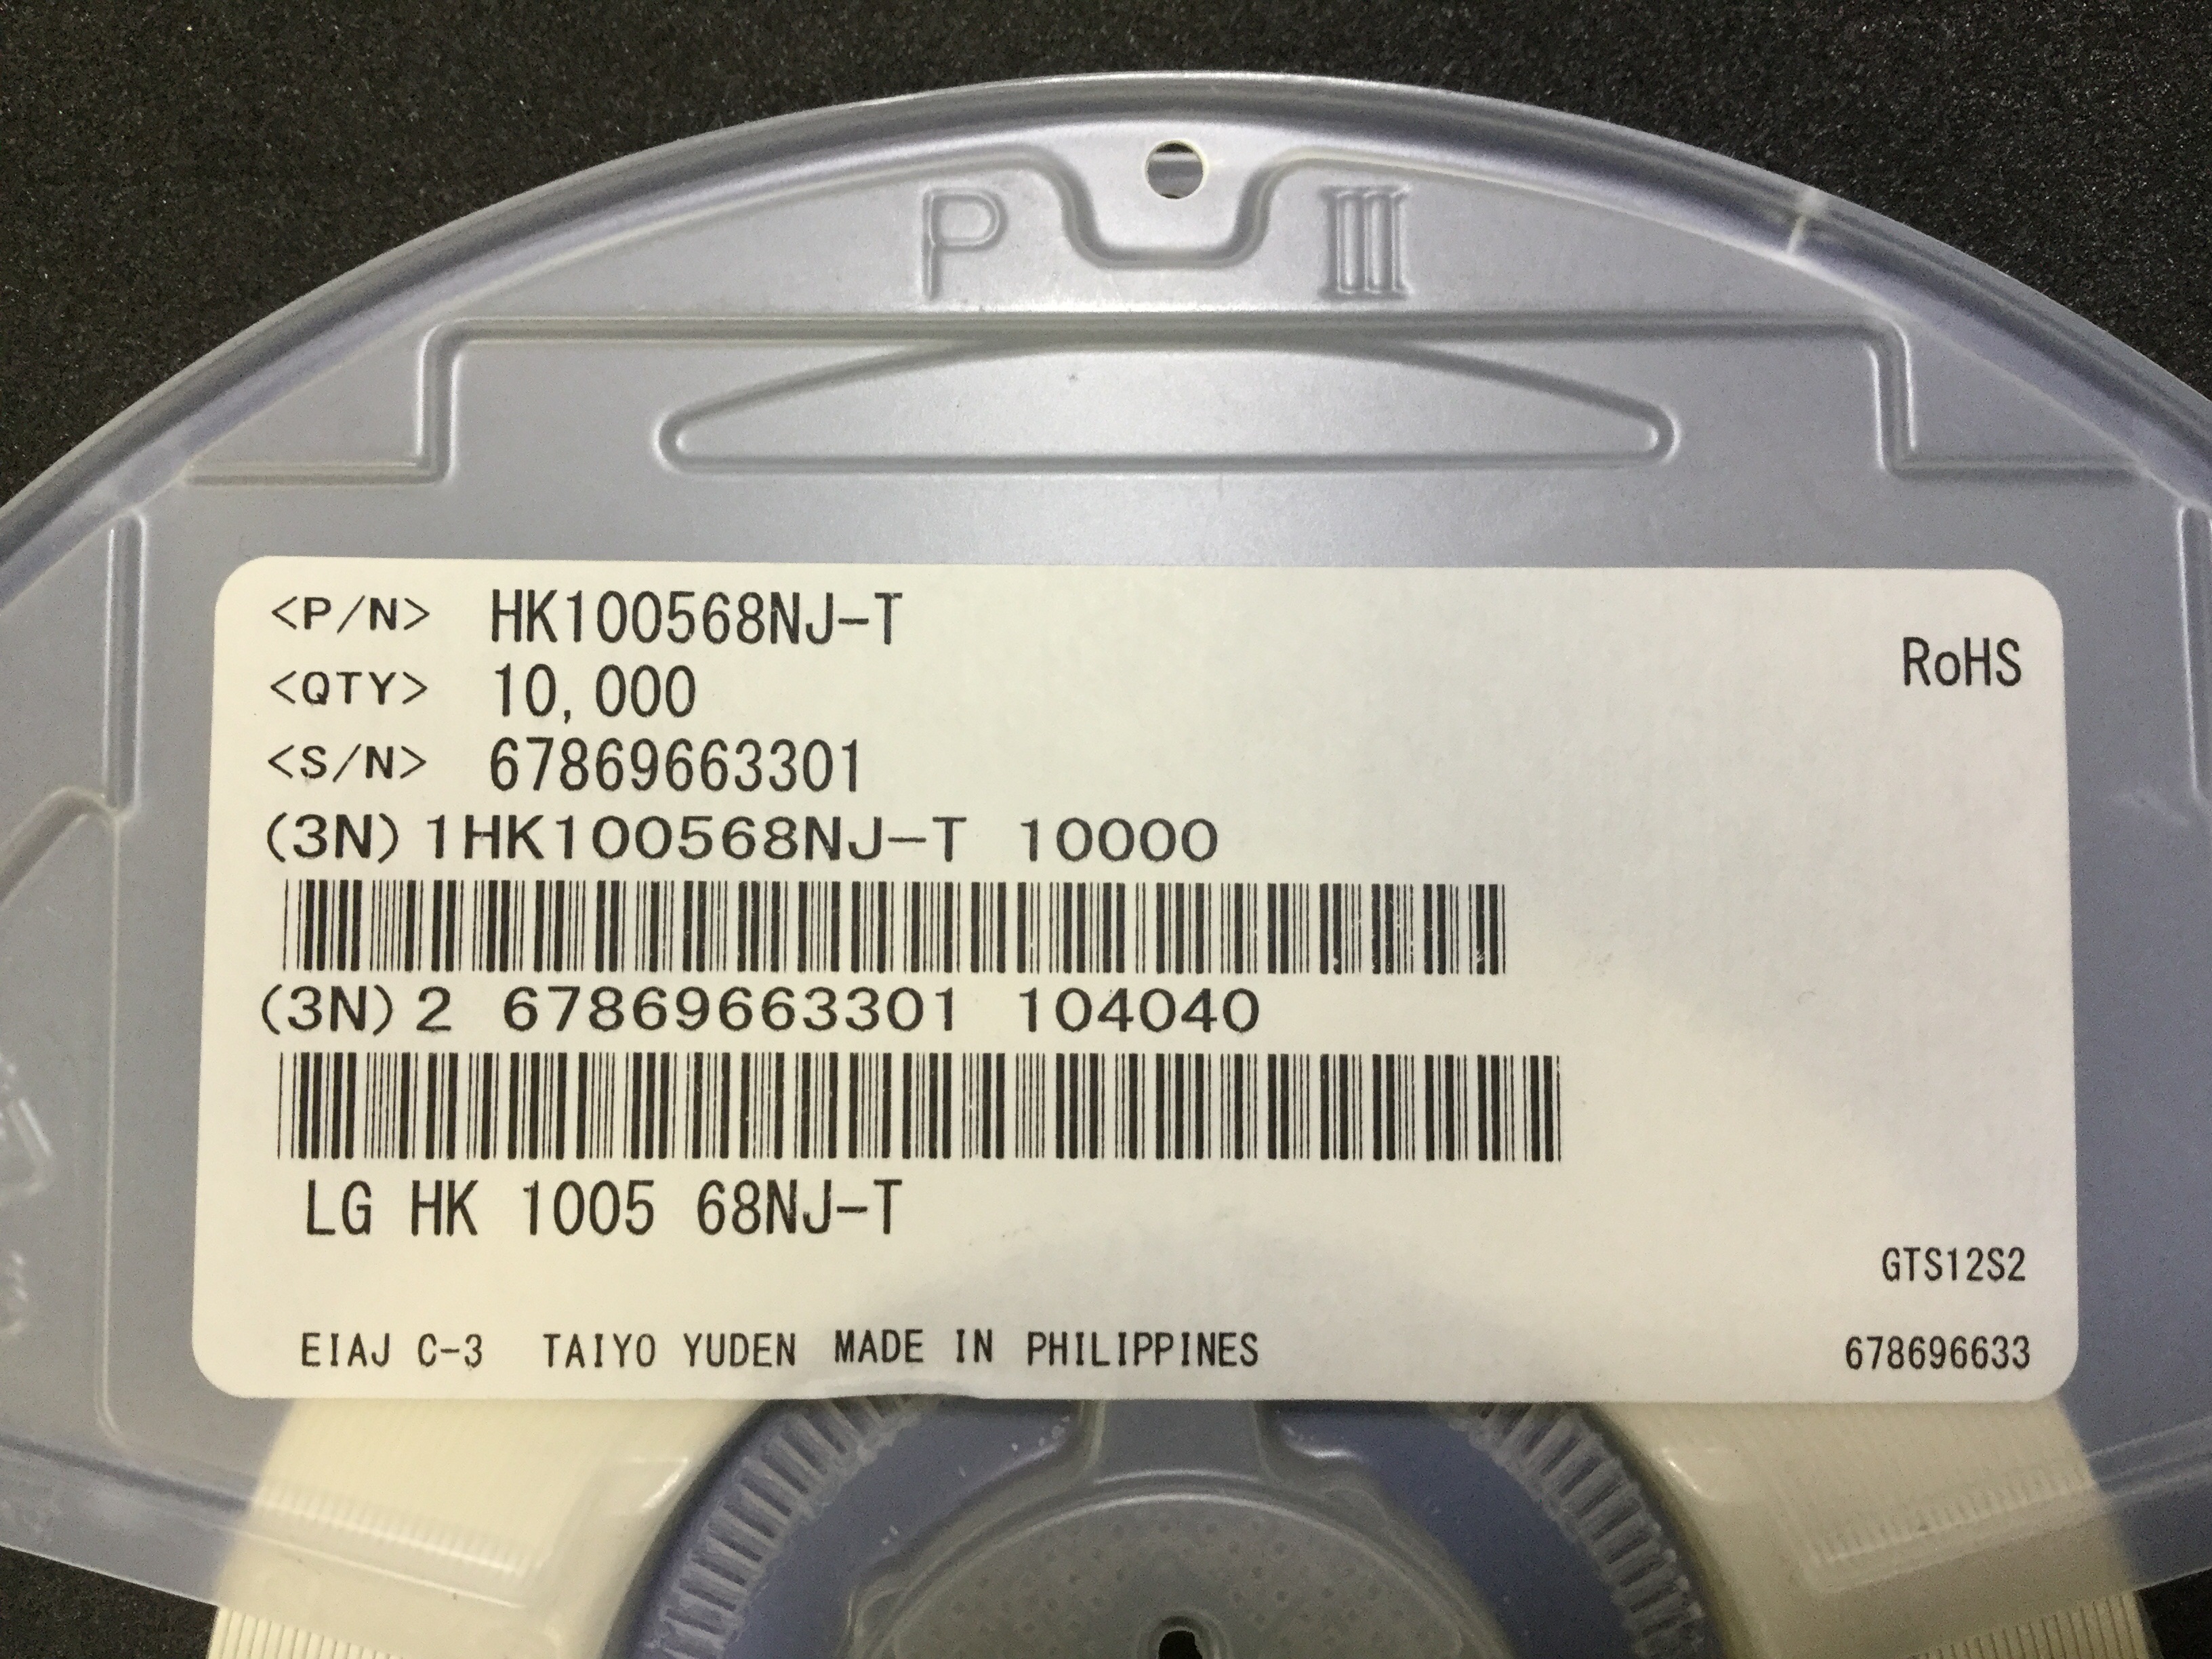 P III
<P/N> HK100568NJ-T
RoHS
<QTY> 10,000
<S/N> 67869663301
(3N)1HK100568NJ-T 10000
(3N)2 67869663301 104040
LG HK 1005 68NJ-T
GTS12S2
EIAJ C-3 TAIYO YUDEN MADE IN PHILIPPINES 678696633